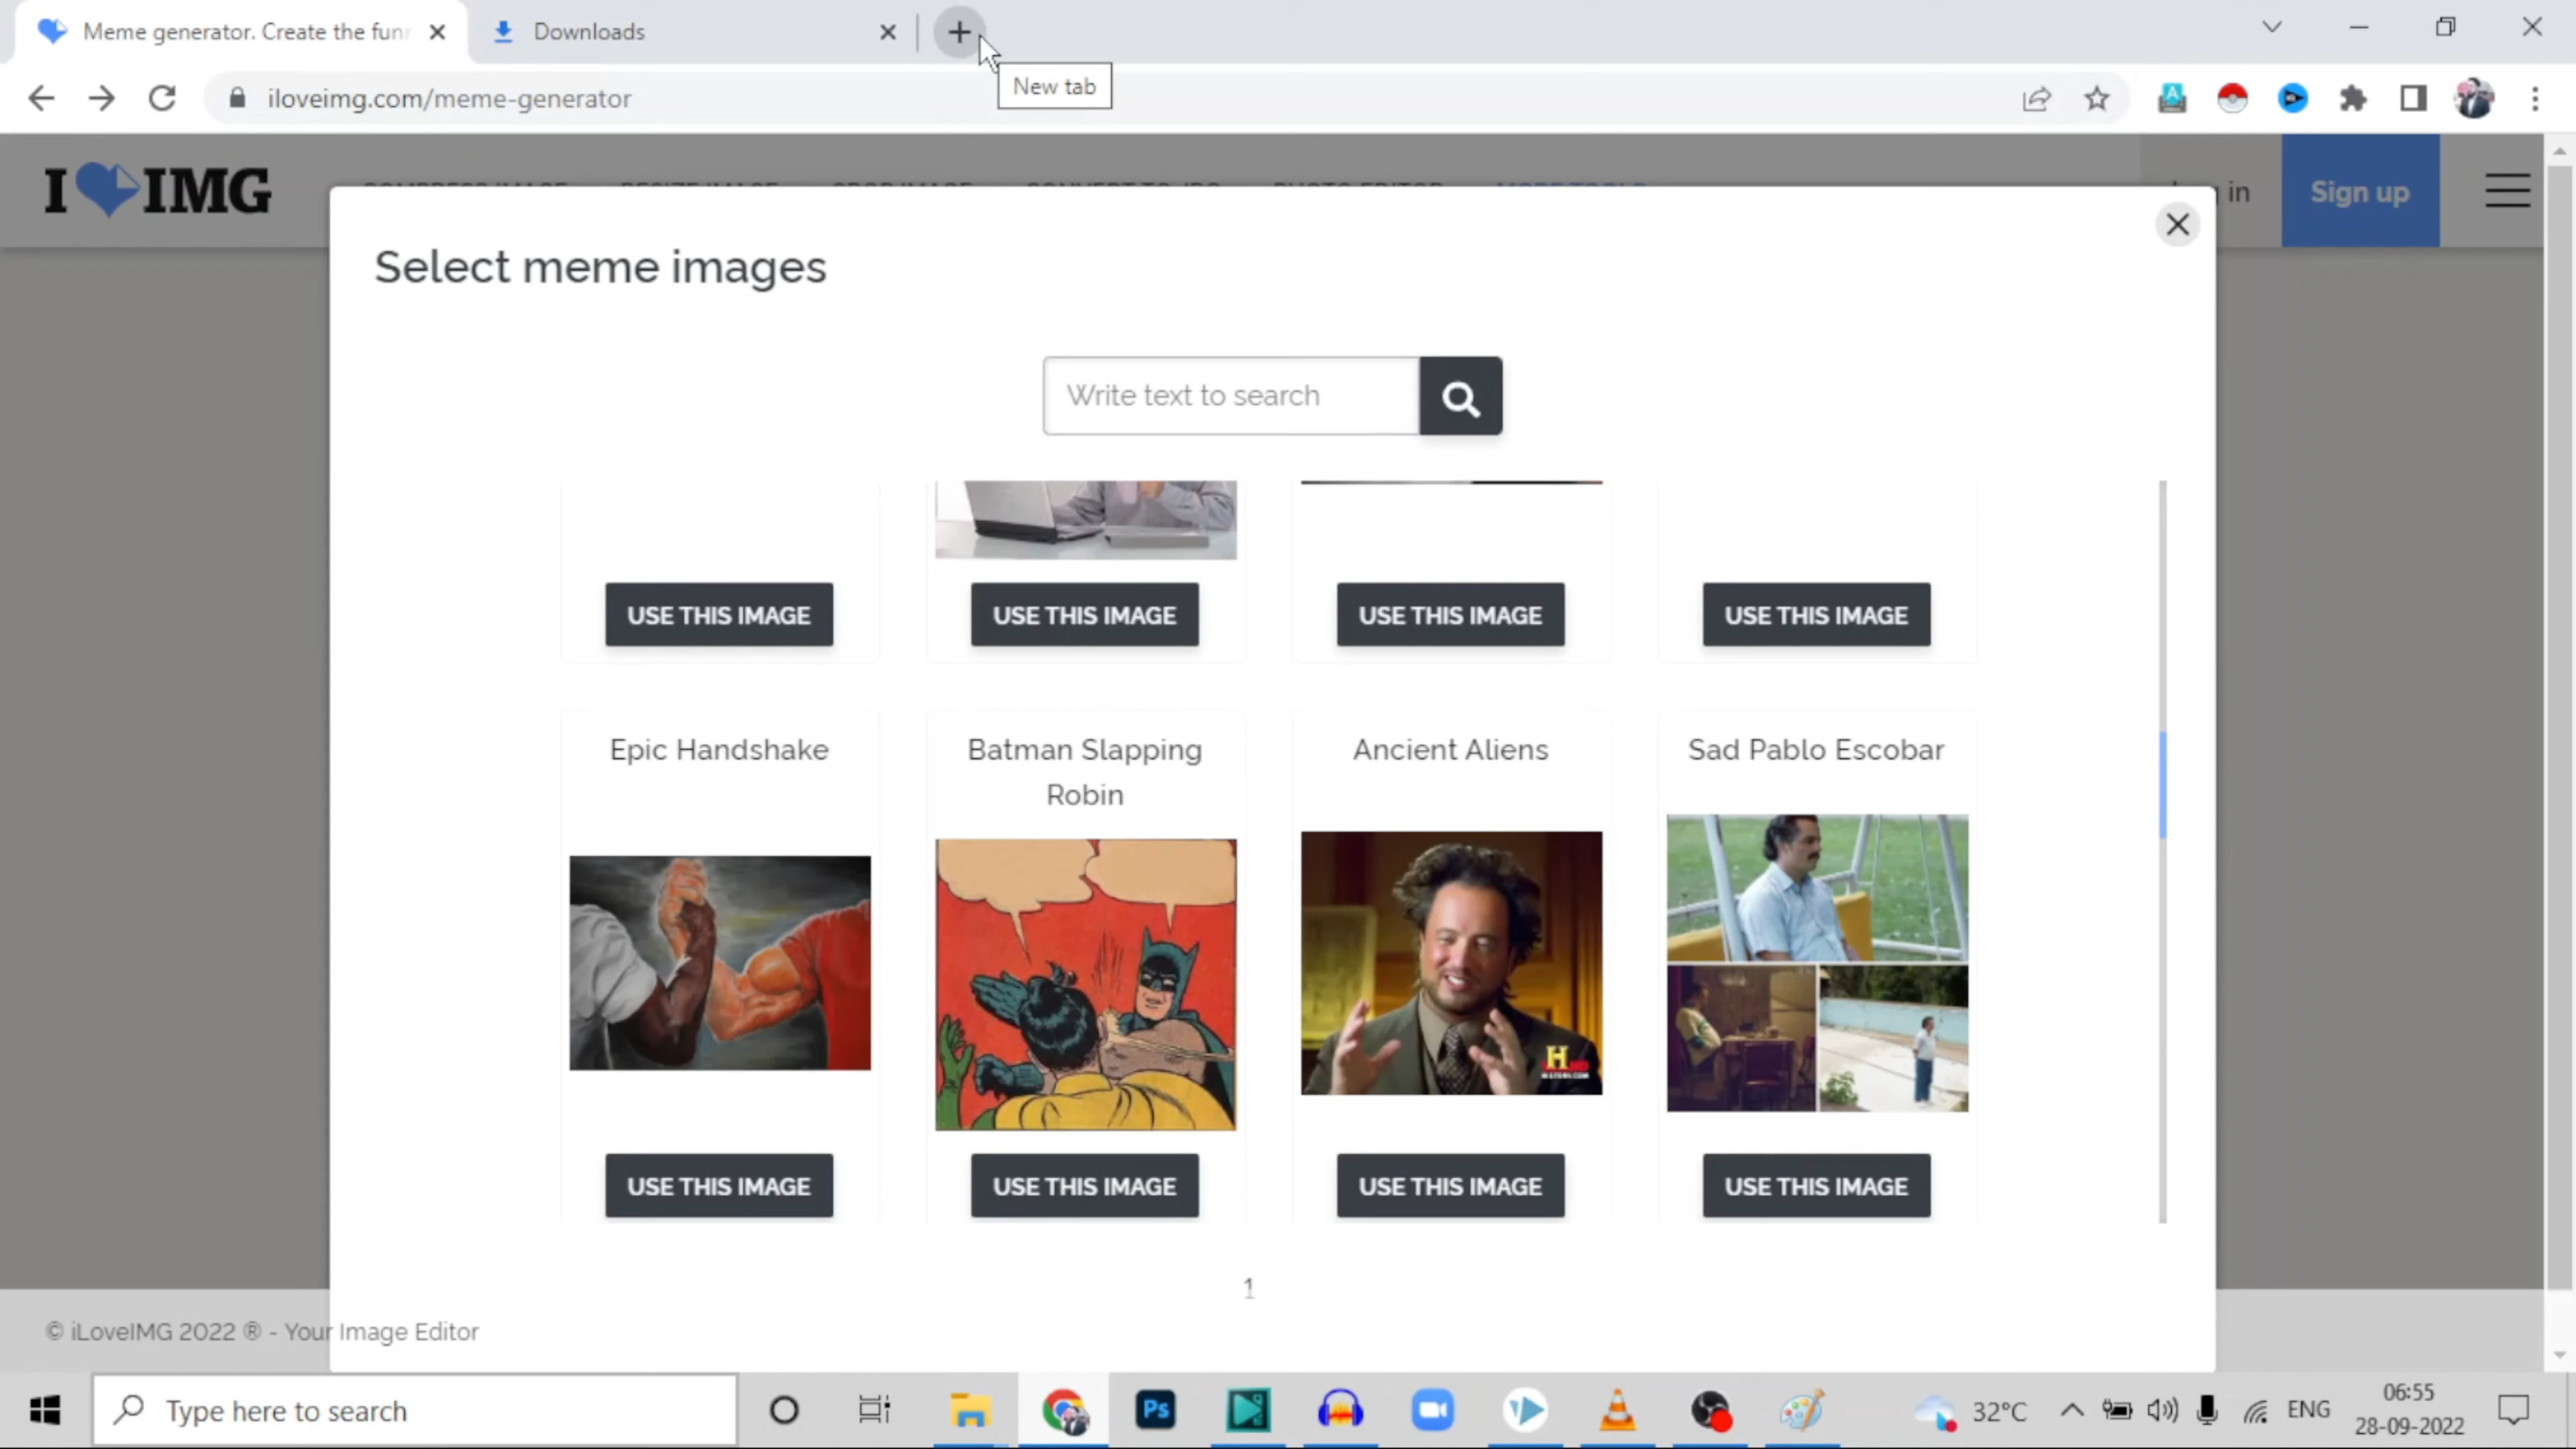 Meme generator. Create the fun
Downloads
New tab
iloveimg.com/meme-generator
I IMG
in
Sign up
Select meme images
Write text to search
USE THIS IMAGE
USE THIS IMAGE
USE THIS IMAGE
USE THIS IMAGE
Epic Handshake
Batman Slapping
Robin
Ancient Aliens
Sad Pablo Escobar
H
USE THIS IMAGE
USE THIS IMAGE
USE THIS IMAGE
USE THIS IMAGE
1
© iLoveIMG 2022 ® - Your Image Editor
Type here to search
Ps
32°C
ENG
06:55
28-09-2022